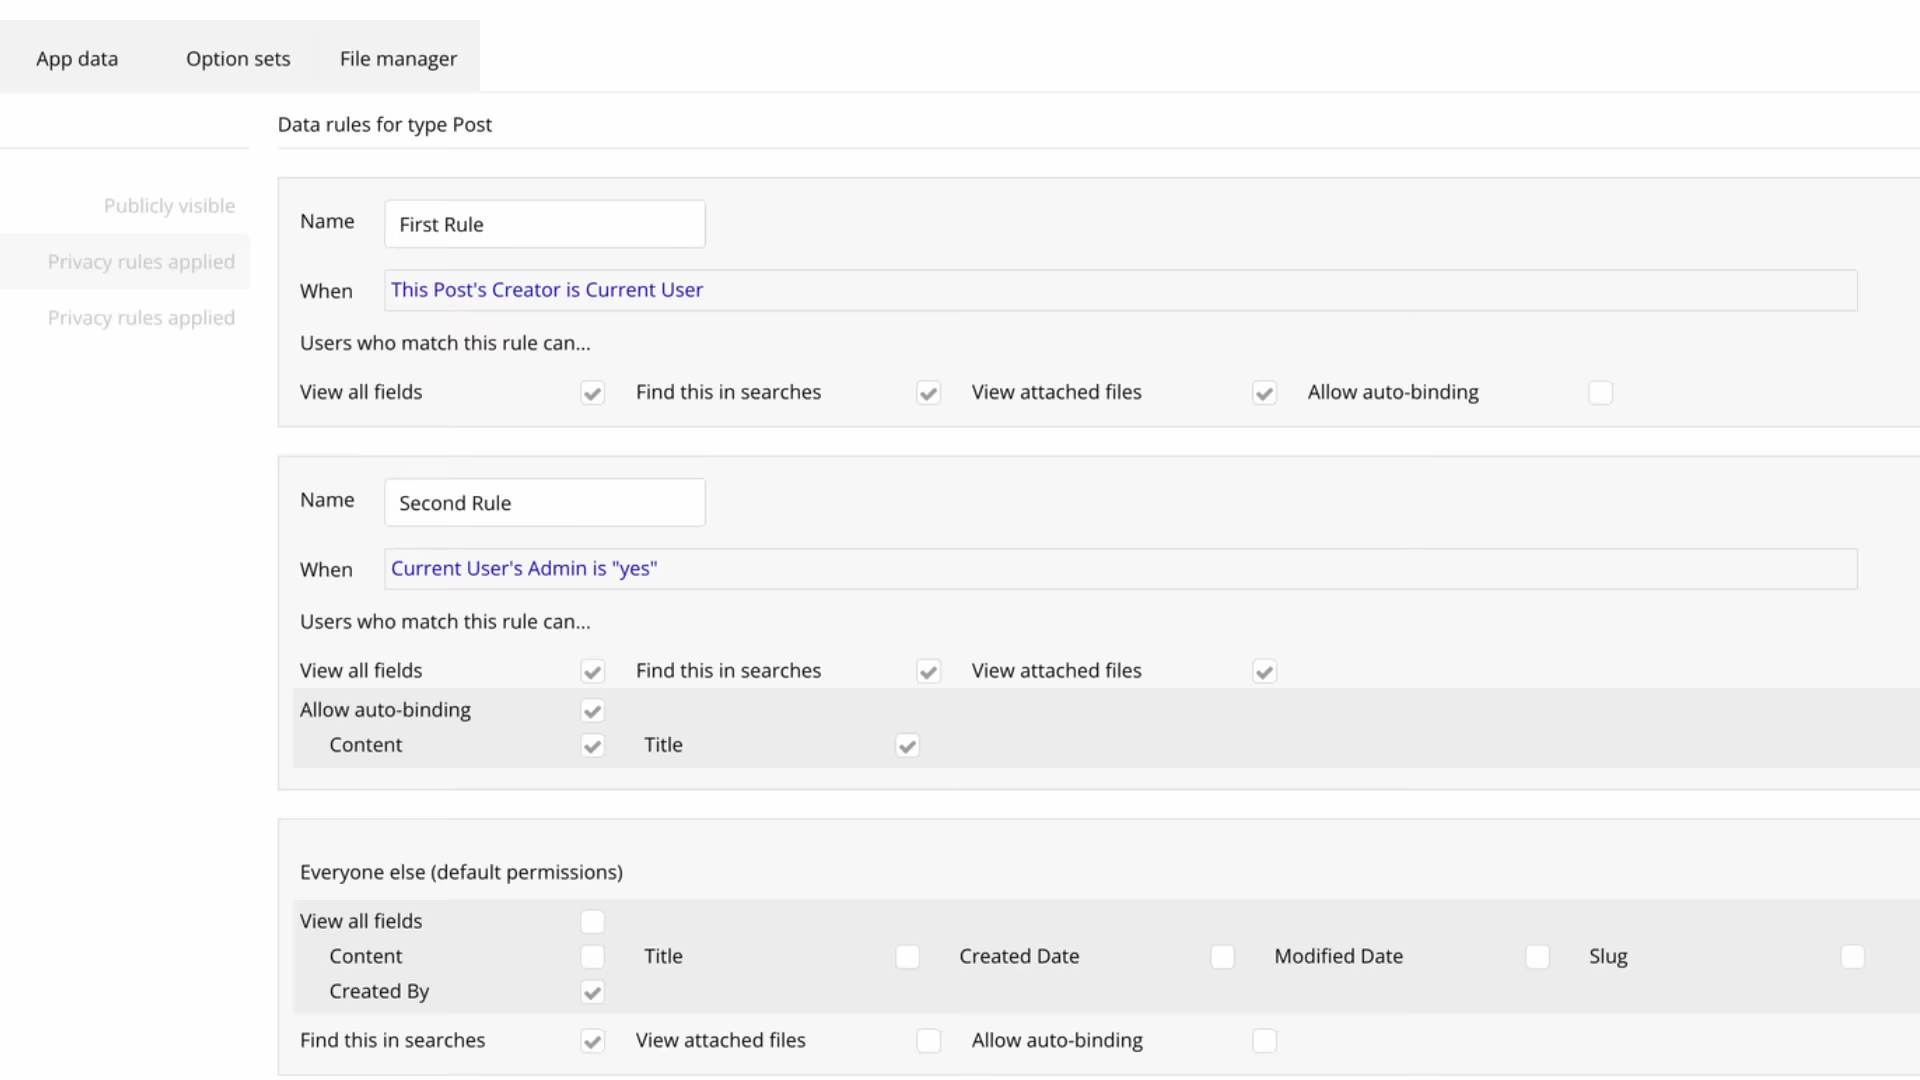 App data Option sets File manager
Data rules for type Post
Publicly visible
Privacy rules applied
Privacy rules applied
Name First Rule
When This Post's Creator is Current User
Users who match this rule can...
View all fields Find this in searches View attached files Allow auto-binding
Name Second Rule
When Current User's Admin is "yes"
Users who match this rule can...
View all fields Find this in searches View attached files
Allow auto-binding
Content Title
Everyone else (default permissions)
View all fields
Content Title Created Date Modified Date Slug
Created By
Find this in searches View attached files Allow auto-binding